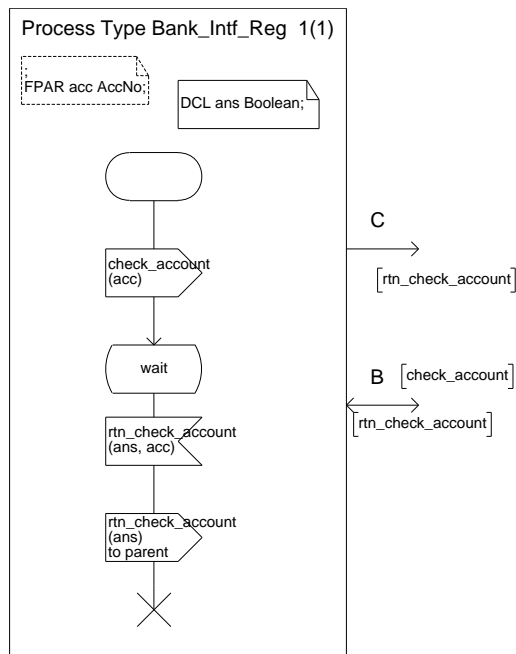 Process Type Bank_Intf_Reg 1(1)
;
FPAR acc AccNo;
DCL ans Boolean;
check_account
(acc)
wait
rtn_check_account
(ans, acc)
rtn_check_account
(ans)
to parent
C
[rtn_check_account]
B [check_account]
[rtn_check_account]